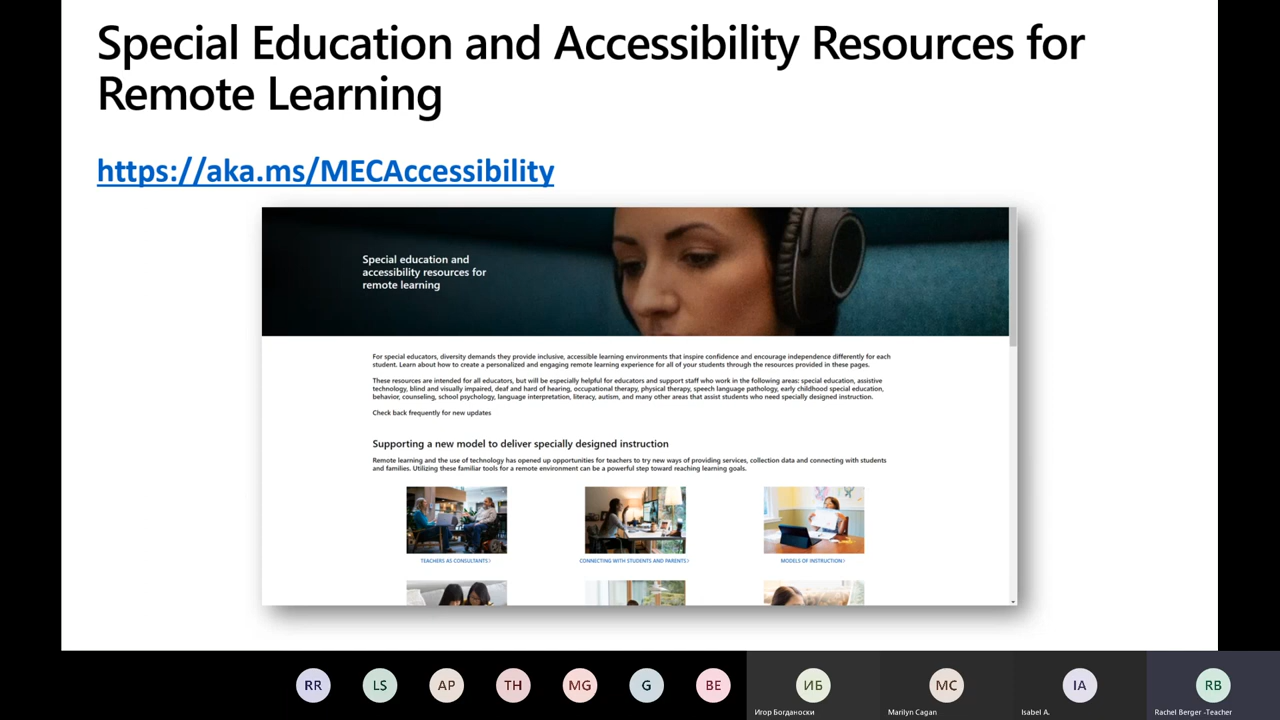 Special Education and Accessibility Resources for
Remote Learning
https://aka.ms/MECAccessibility
Special education and
accessibility resources for
remote learning
For special educators, diversity demands they provide inclusive, accessible learning environments that inspire confidence and encourage independence differently for each
student. Learn about how to create a personalized and engaging remote learning experience for all of your students through the resources provided in these pages.
These resources are intended for all educators, but will be especially helpful for educators and support staff who work in the following areas: special education, assistive
technology, blind and visually impaired, deaf and hard of hearing, occupational therapy, physical therapy, speech language pathology, early childhood special education,
behavior, counseling, school psychology, language interpretation, literacy, autism, and many other areas that assist students who need specially designed instruction.
Check back frequently for new updates
Supporting a new model to deliver specially designed instruction
Remote learning and the use of technology has opened up opportunities for teachers to try new ways of providing services, collection data and connecting with students
and families. Utilizing these familiar tools for a remote environment can be a powerful step toward reaching learning goals.
TEACHERS AS CONSULTANTS>
CONNECTING WITH STUDENTS AND PARENTS>
MODELS OF INSTRUCTION>
RR LS AP TH MG G BE ИБ MC IA RB
Игор Богданоски Marilyn Cagan Isabel A. Rachel Berger -Teacher